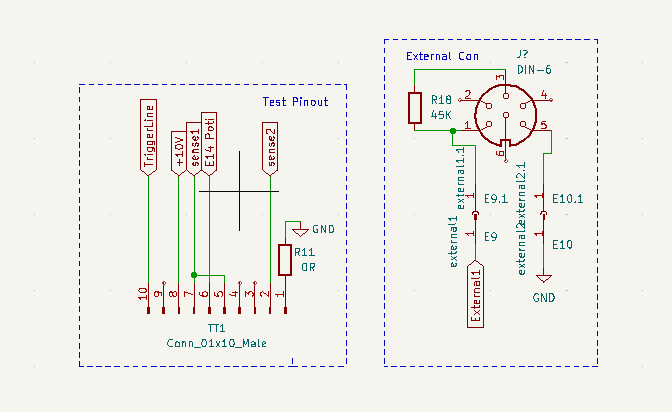 External Con
J?
DIN-6
Test Pinout
TriggerLine
+10V
sense1
E14 Poti
sense2
3
2
4
R18
45K
1
5
6
external1.1
external2.1
1
E9.1
1
E10.1
external1
external2
1
E9
1
E10
GND
R11
0R
External1
GND
10
9
8
7
6
5
4
3
2
1
TT1
Conn_01x10_Male